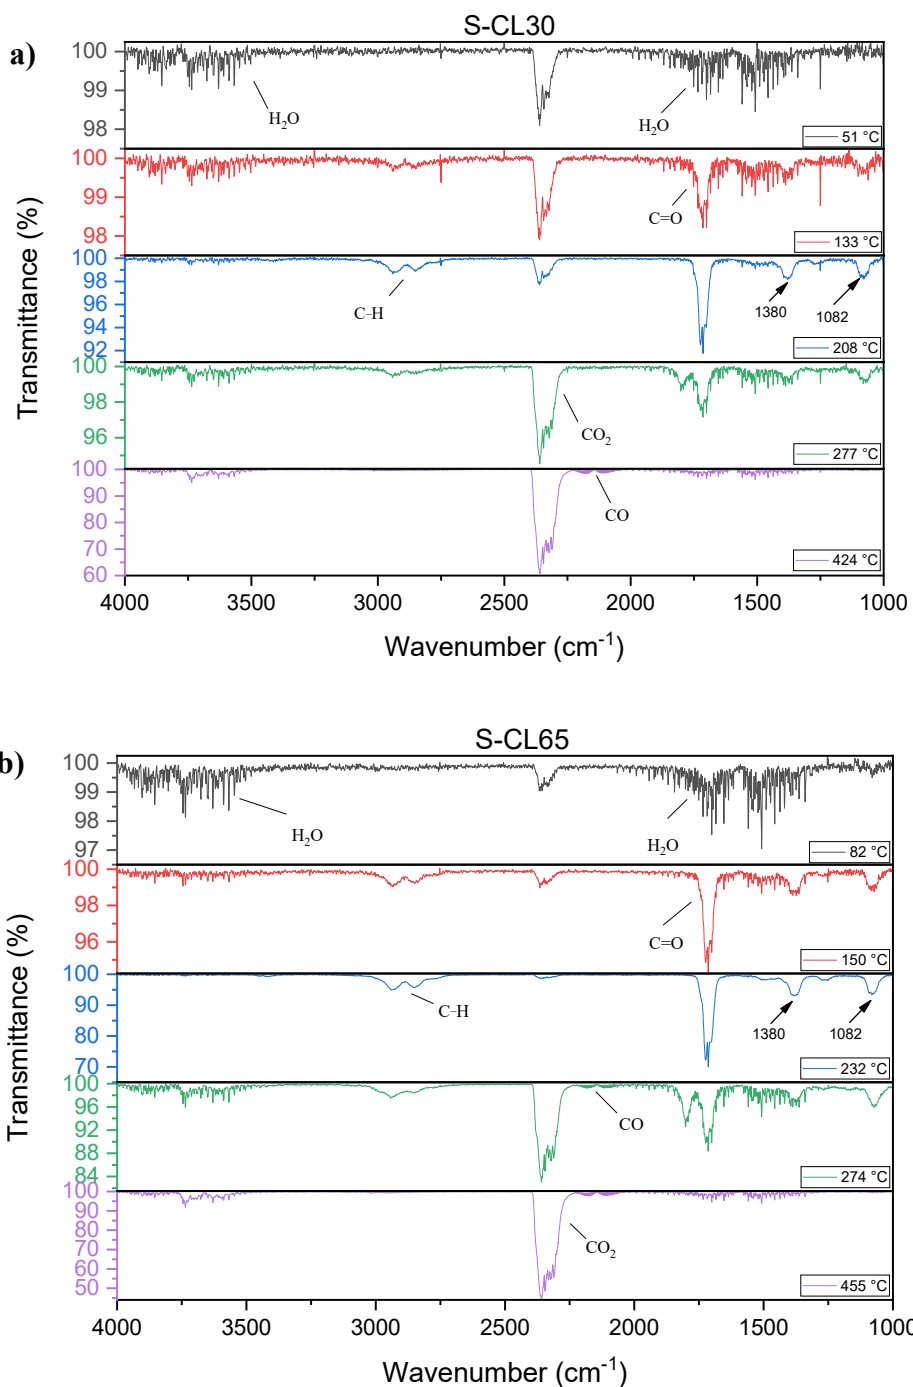 S-CL30
a)
100
99
98
H₂O
H₂O
51 °C
100
99
98
C=O
133 °C
100
98
96
94
92
C-H
1380
1082
208 °C
100
98
96
CO₂
277 °C
100
90
80
70
60
CO
424 °C
4000 3500 3000 2500 2000 1500 1000
Wavenumber (cm⁻¹)
Transmittance (%)
S-CL65
b)
100
99
98
97
H₂O
H₂O
82 °C
100
98
96
C=O
150 °C
100
90
80
70
C-H
1380
1082
232 °C
100
96
92
88
84
CO
274 °C
100
90
80
70
60
50
CO₂
455 °C
4000 3500 3000 2500 2000 1500 1000
Wavenumber (cm⁻¹)
Transmittance (%)